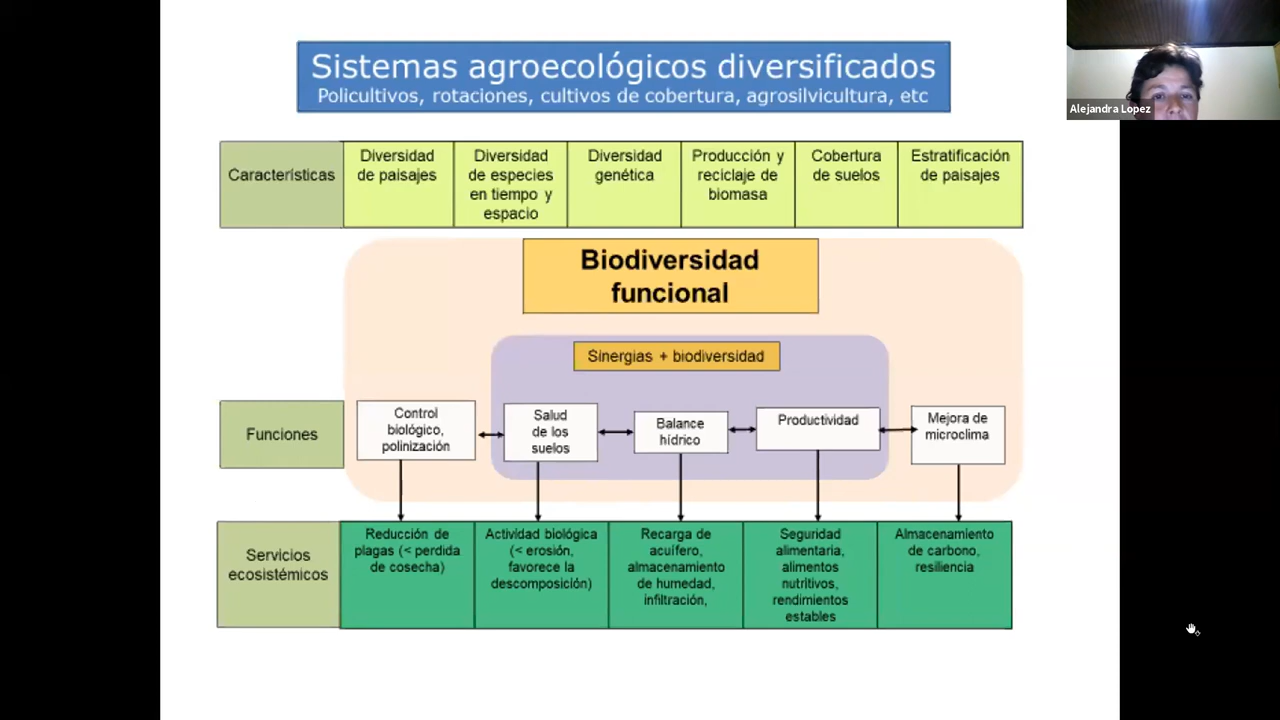 Sistemas agroecológicos diversificados
Policultivos, rotaciones, cultivos de cobertura, agrosilvicultura, etc
Alejandra Lopez
Características
Diversidad
de paisajes
Diversidad
de especies
en tiempo y
espacio
Diversidad
genética
Producción y
reciclaje de
biomasa
Cobertura
de suelos
Estratificación
de paisajes
Biodiversidad
funcional
Sinergias + biodiversidad
Funciones
Control
biológico,
polinización
Salud
de los
suelos
Balance
hídrico
Productividad
Mejora de
microclima
Servicios
ecosistémicos
Reducción de
plagas (< perdida
de cosecha)
Actividad biológica
(< erosión,
favorece la
descomposición)
Recarga de
acuífero,
almacenamiento
de humedad,
infiltración,
Seguridad
alimentaria,
alimentos
nutritivos,
rendimientos
estables
Almacenamiento
de carbono,
resiliencia